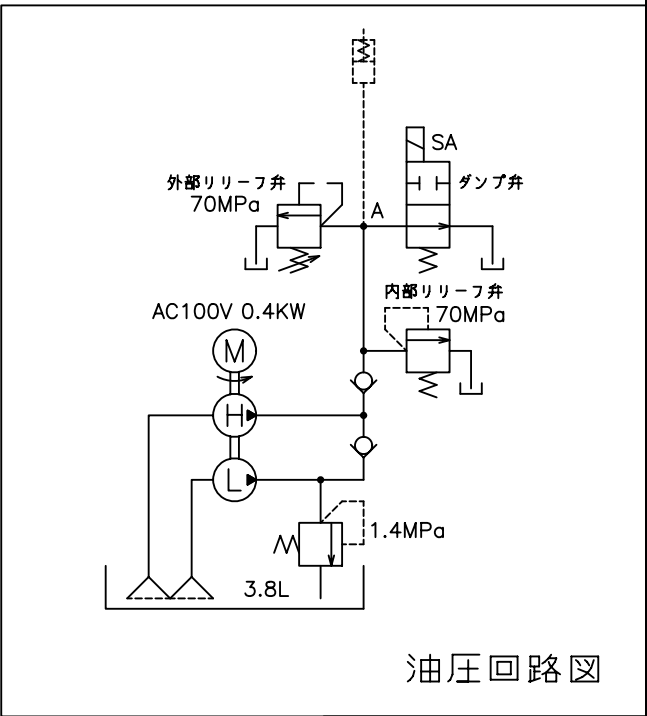 SA
外部リリーフ弁
70MPa
ダンプ弁
A
内部リリーフ弁
70MPa
AC100V 0.4KW
M
H
L
1.4MPa
3.8L
油圧回路図